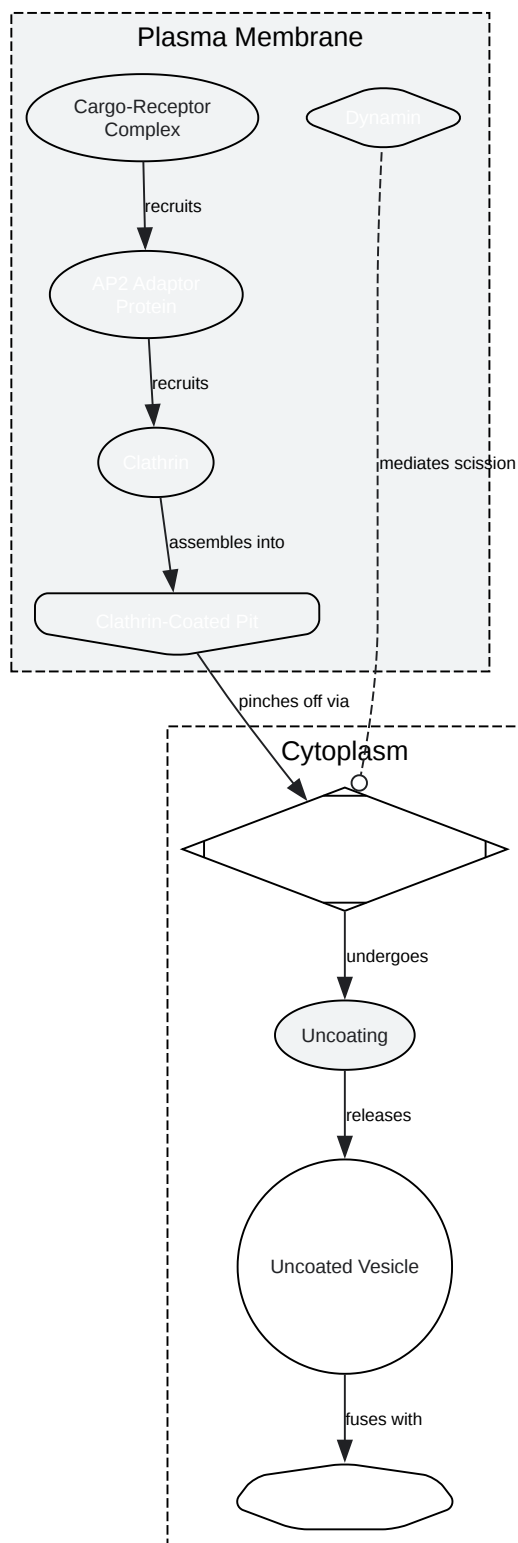 Plasma Membrane
Cargo-Receptor
Complex
Dynamin
recruits
AP2 Adaptor
Protein
recruits
Clathrin
mediates scission
assembles into
Clathrin-Coated Pit
pinches off via
Cytoplasm
undergoes
Uncoating
releases
Uncoated Vesicle
fuses with